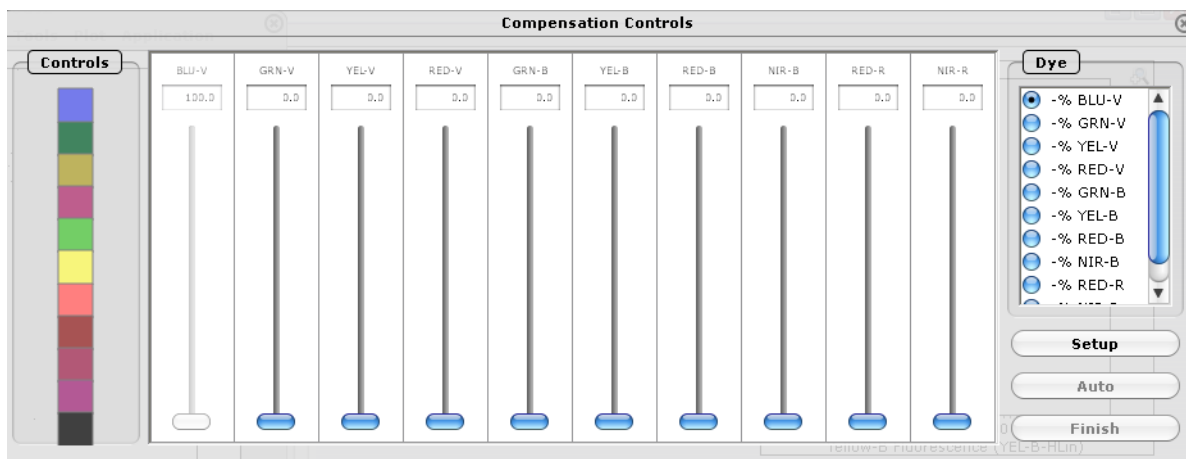 Compensation Controls
Controls
BLU-V GRN-V YEL-V RED-V GRN-B YEL-B RED-B NIR-B RED-R NIR-R
100.0 0.0 0.0 0.0 0.0 0.0 0.0 0.0 0.0 0.0
Dye
-% BLU-V
-% GRN-V
-% YEL-V
-% RED-V
-% GRN-B
-% YEL-B
-% RED-B
-% NIR-B
-% RED-R
Setup
Auto
Finish
Yellow-B Fluorescence (YEL-B-HLin)